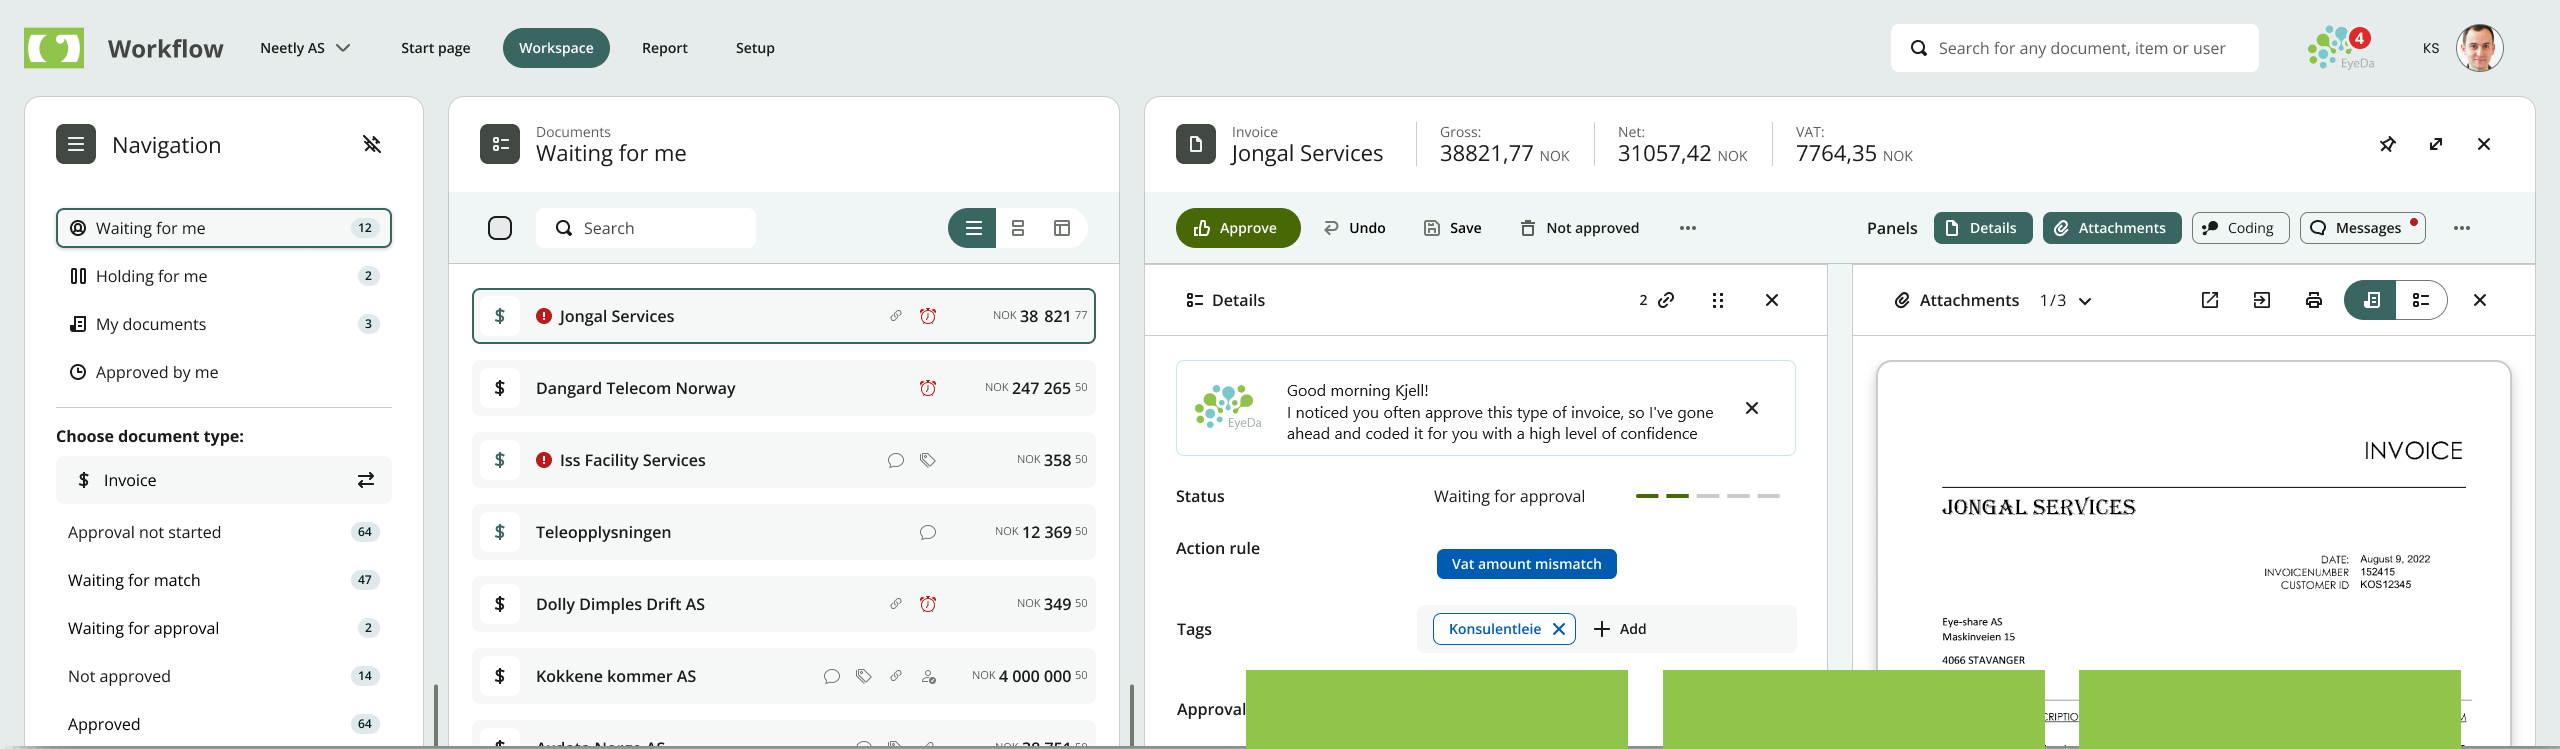 Workflow
Neetly AS
Start page
Workspace
Report
Setup
Search for any document, item or user
4
EyeDa
KS
Navigation
Waiting for me 12
Holding for me 2
My documents 3
Approved by me
Choose document type:
$ Invoice
Approval not started 64
Waiting for match 47
Waiting for approval 2
Not approved 14
Approved 64
Documents
Waiting for me
Search
$ Jongal Services NOK 38 821 77
$ Dangard Telecom Norway NOK 247 265 50
$ Iss Facility Services NOK 358 50
$ Teleopplysningen NOK 12 369 50
$ Dolly Dimples Drift AS NOK 349 50
$ Kokkene kommer AS NOK 4 000 000 50
Invoice
Jongal Services
Gross:
38821,77 NOK
Net:
31057,42 NOK
VAT:
7764,35 NOK
Approve
Undo
Save
Not approved
Panels
Details
Attachments
Coding
Messages
Details
2
EyeDa
Good morning Kjell!
I noticed you often approve this type of invoice, so I've gone
ahead and coded it for you with a high level of confidence
Status Waiting for approval
Action rule
Vat amount mismatch
Tags Konsulentleie Add
Approval
Attachments 1/3
INVOICE
JONGAL SERVICES
DATE: August 9, 2022
INVOICENUMBER 152415
CUSTOMER ID KOS12345
Eye-share AS
Maskinveien 15
4066 STAVANGER